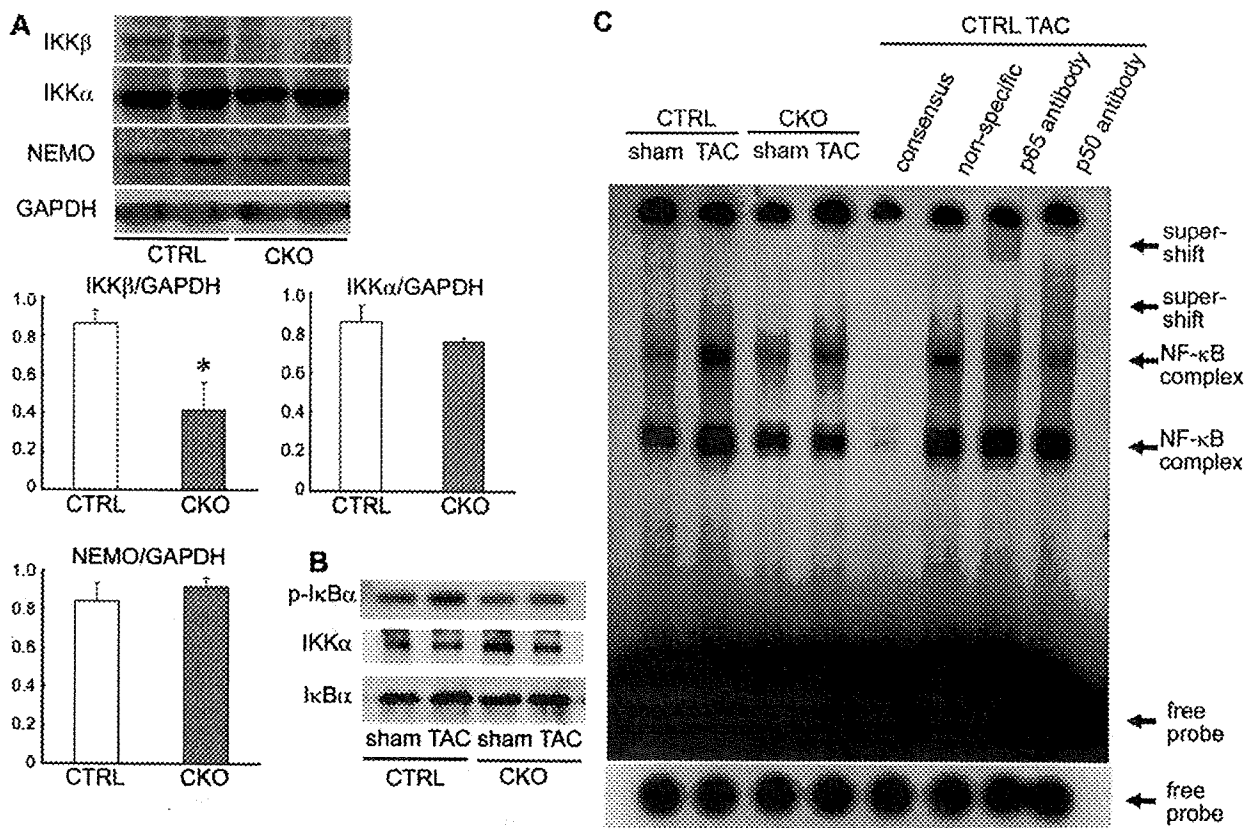 A
IKKβ
IKKα
NEMO
GAPDH
CTRL CKO
IKKβ/GAPDH
1.0
0.8
0.6
0.4
0.2
0
*
CTRL CKO
IKKα/GAPDH
1.0
0.8
0.6
0.4
0.2
0
CTRL CKO
NEMO/GAPDH
1.0
0.8
0.6
0.4
0.2
0
CTRL CKO
B
p-IκBα
IKKα
IκBα
sham TAC sham TAC
CTRL CKO
C
CTRL TAC
CTRL CKO
sham TAC sham TAC
consensus
non-specific
p65 antibody
p50 antibody
super-
shift
super-
shift
NF-κB
complex
NF-κB
complex
free
probe
free
probe